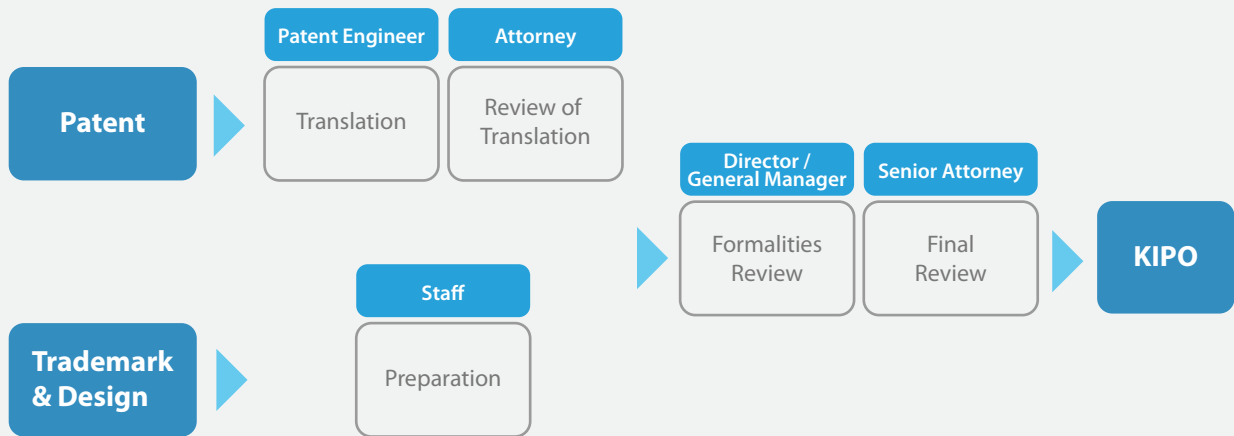 Patent
Patent Engineer
Translation
Attorney
Review of
Translation
Trademark
& Design
Staff
Preparation
Director /
General Manager
Formalities
Review
Senior Attorney
Final
Review
KIPO